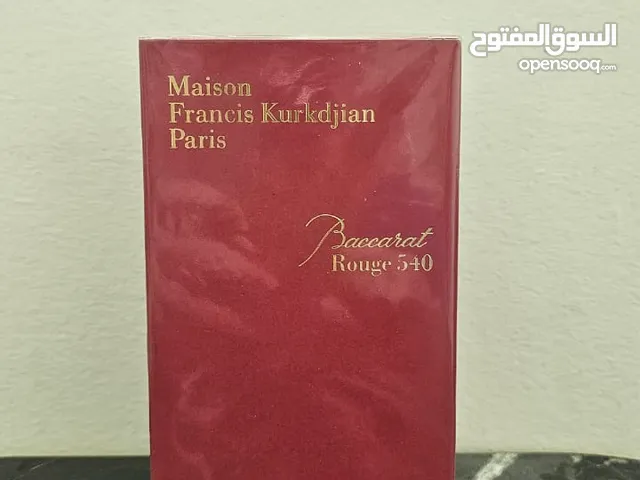 السوق المفتوح
opensooq.com
Maison
Francis Kurkdjian
Paris
Baccarat
Rouge 540